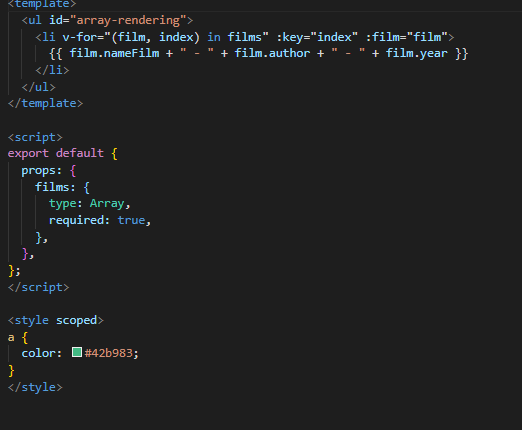 <template>
<ul id="array-rendering">
<li v-for="(film, index) in films" :key="index" :film="film">
{{ film.nameFilm + " - " + film.author + " - " + film.year }}
</li>
</ul>
</template>
<script>
export default {
props: {
films: {
type: Array,
required: true,
},
},
};
</script>
<style scoped>
a {
color: #42b983;
}
</style>